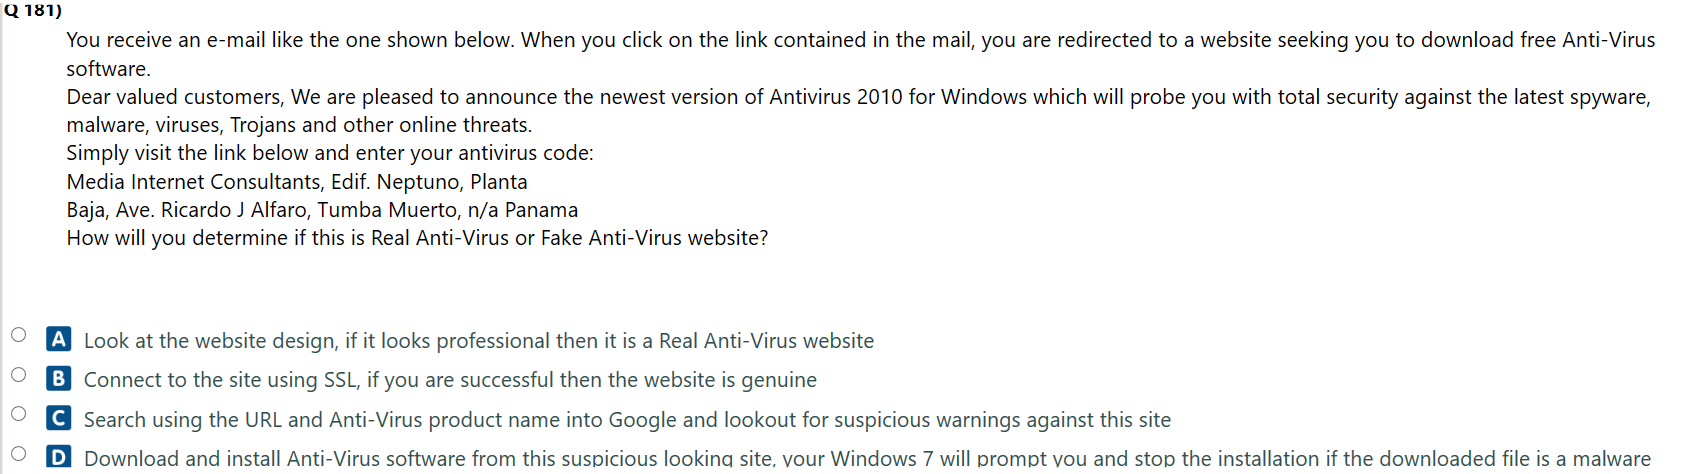 Q 181)
You receive an e-mail like the one shown below. When you click on the link contained in the mail, you are redirected to a website seeking you to download free Anti-Virus
software.
Dear valued customers, We are pleased to announce the newest version of Antivirus 2010 for Windows which will probe you with total security against the latest spyware,
malware, viruses, Trojans and other online threats.
Simply visit the link below and enter your antivirus code:
Media Internet Consultants, Edif. Neptuno, Planta
Baja, Ave. Ricardo J Alfaro, Tumba Muerto, n/a Panama
How will you determine if this is Real Anti-Virus or Fake Anti-Virus website?
A Look at the website design, if it looks professional then it is a Real Anti-Virus website
B Connect to the site using SSL, if you are successful then the website is genuine
C Search using the URL and Anti-Virus product name into Google and lookout for suspicious warnings against this site
D Download and install Anti-Virus software from this suspicious looking site, your Windows 7 will prompt you and stop the installation if the downloaded file is a malware